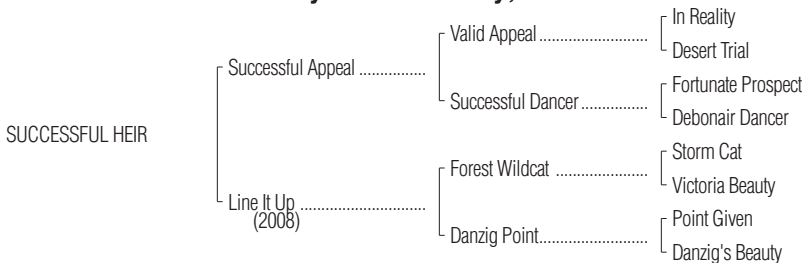 In Reality
Valid Appeal
Desert Trial
Successful Appeal
Fortunate Prospect
Successful Dancer
Debonair Dancer
SUCCESSFUL HEIR
Storm Cat
Forest Wildcat
Victoria Beauty
Line It Up
(2008)
Point Given
Danzig Point
Danzig's Beauty